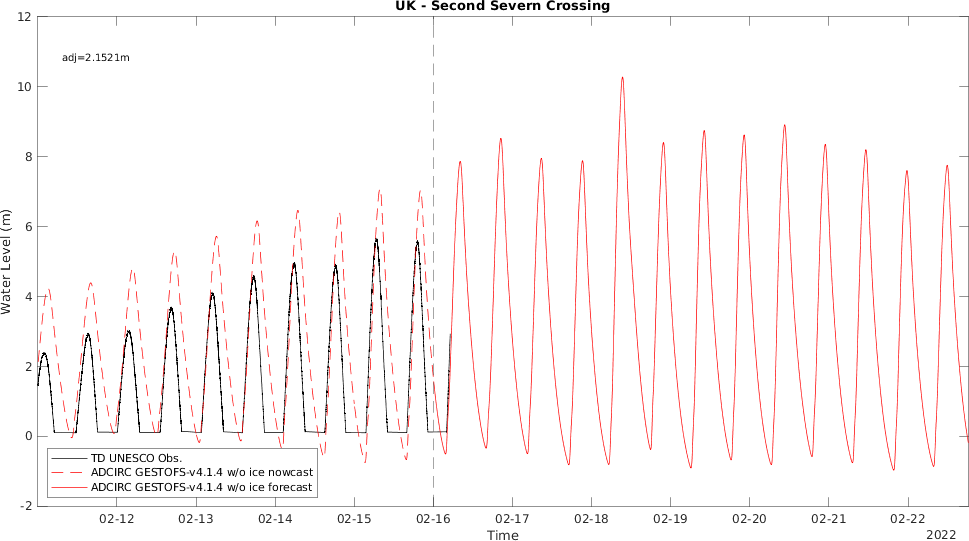 UK - Second Severn Crossing
adj=2.1521m
12
10
8
6
4
2
0
-2
Water Level (m)
TD UNESCO Obs.
ADCIRC GESTOFS-v4.1.4 w/o ice nowcast
ADCIRC GESTOFS-v4.1.4 w/o ice forecast
02-12 02-13 02-14 02-15 02-16 02-17 02-18 02-19 02-20 02-21 02-22
Time
2022